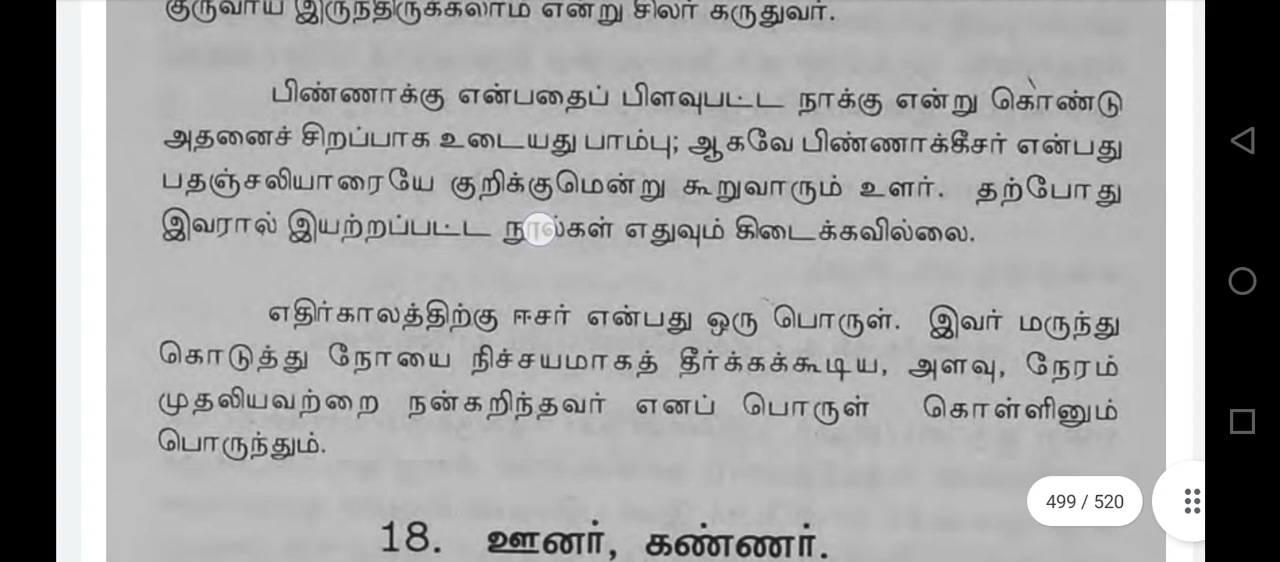 குருவாய் இருந்திருக்கலாம் என்று சிலர் கருதுவர்.
பிண்ணாக்கு என்பதைப் பிளவுபட்ட நாக்கு என்று கொண்டு
அதனைச் சிறப்பாக உடையது பாம்பு; ஆகவே பிண்ணாக்கீசர் என்பது
பதஞ்சலியாரையே குறிக்குமென்று கூறுவாரும் உளர். தற்போது
இவரால் இயற்றப்பட்ட நூல்கள் எதுவும் கிடைக்கவில்லை.
எதிர்காலத்திற்கு ஈசர் என்பது ஒரு பொருள். இவர் மருந்து
கொடுத்து நோயை நிச்சயமாகத் தீர்க்கக்கூடிய, அளவு, நேரம்
முதலியவற்றை நன்கறிந்தவர் எனப் பொருள் கொள்ளினும்
பொருந்தும்.
499 / 520
18. ஊனர், கண்ணர்.